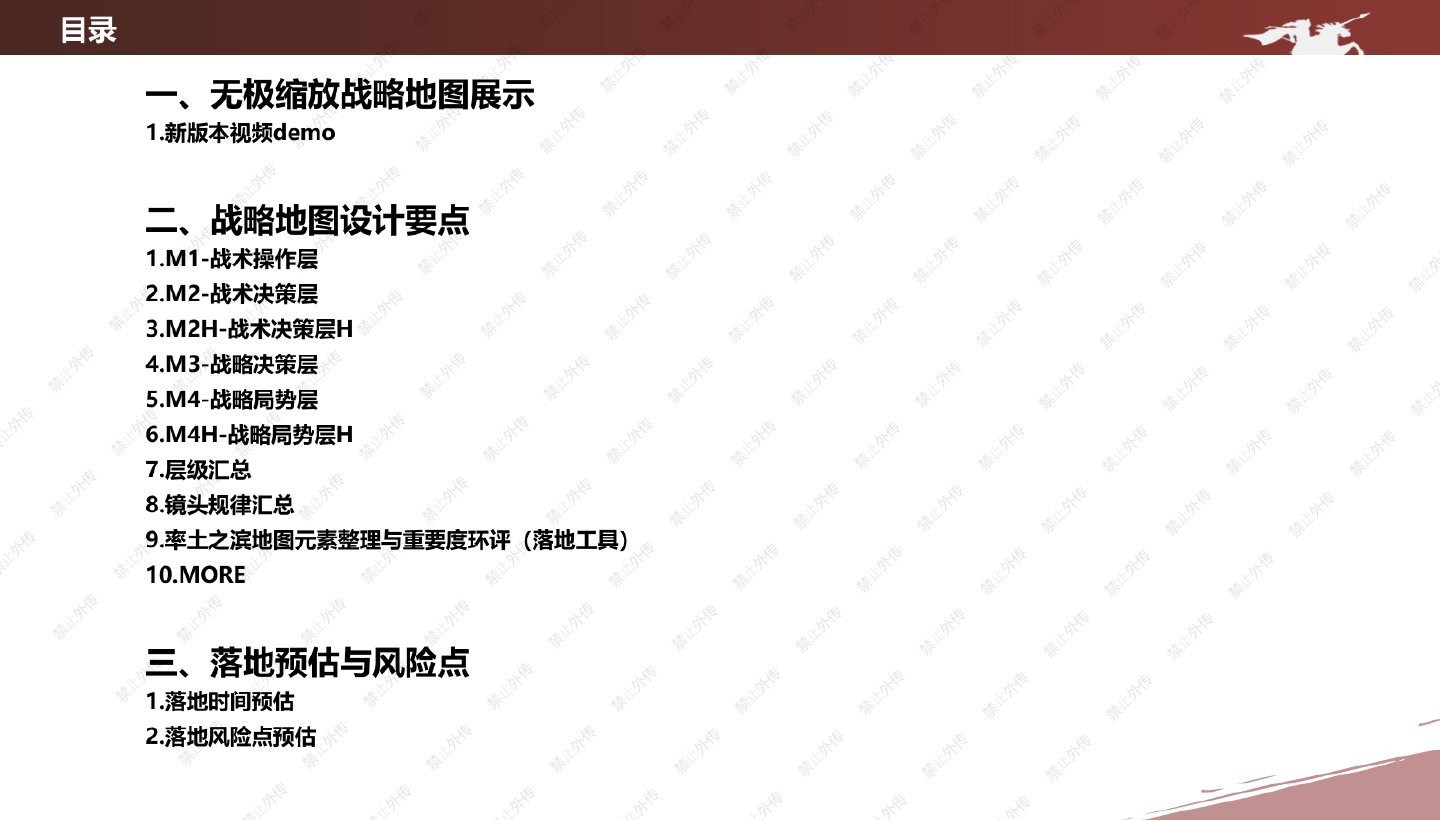 目录
一、无极缩放战略地图展示
1.新版本视频demo
二、战略地图设计要点
1.M1-战术操作层
2.M2-战术决策层
3.M2H-战术决策层H
4.M3-战略决策层
5.M4-战略局势层
6.M4H-战略局势层H
7.层级汇总
8.镜头规律汇总
9.率土之滨地图元素整理与重要度环评（落地工具）
10.MORE
三、落地预估与风险点
1.落地时间预估
2.落地风险点预估
禁止外传